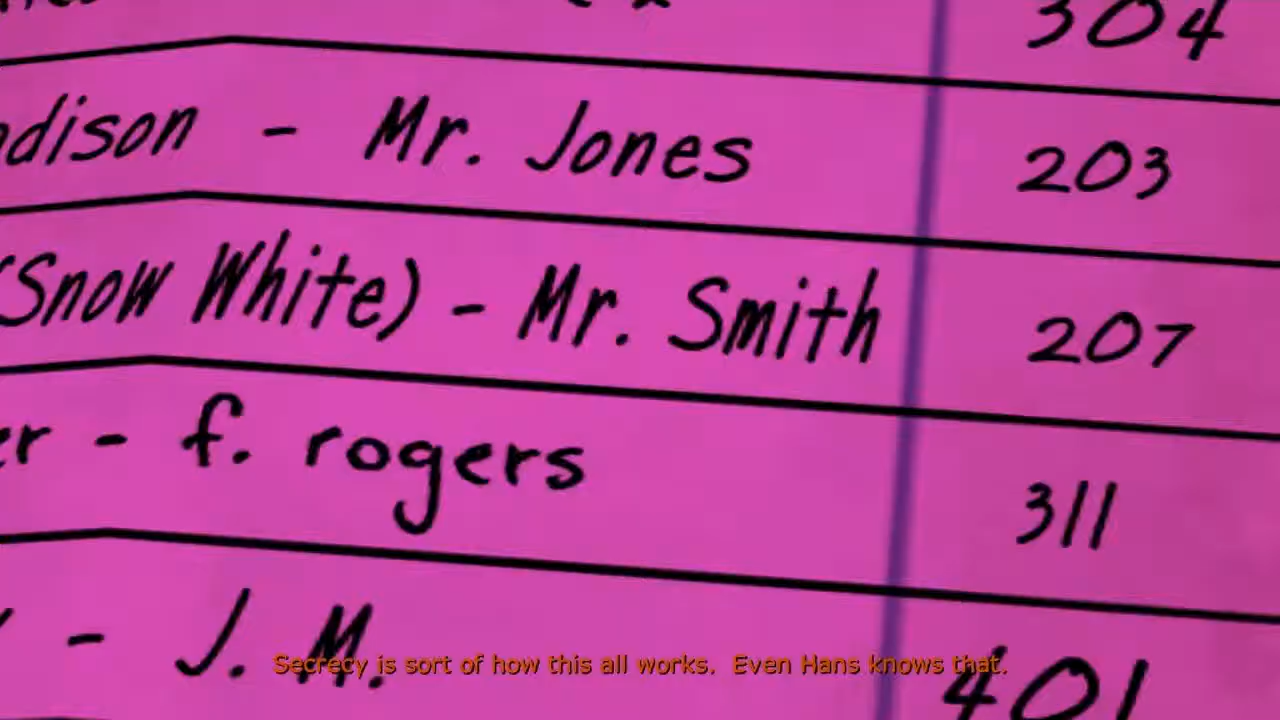 304
adison - Mr. Jones 203
(Snow White) - Mr. Smith 207
er - f. rogers 311
- J. M. 401
Secrecy is sort of how this all works. Even Hans knows that.